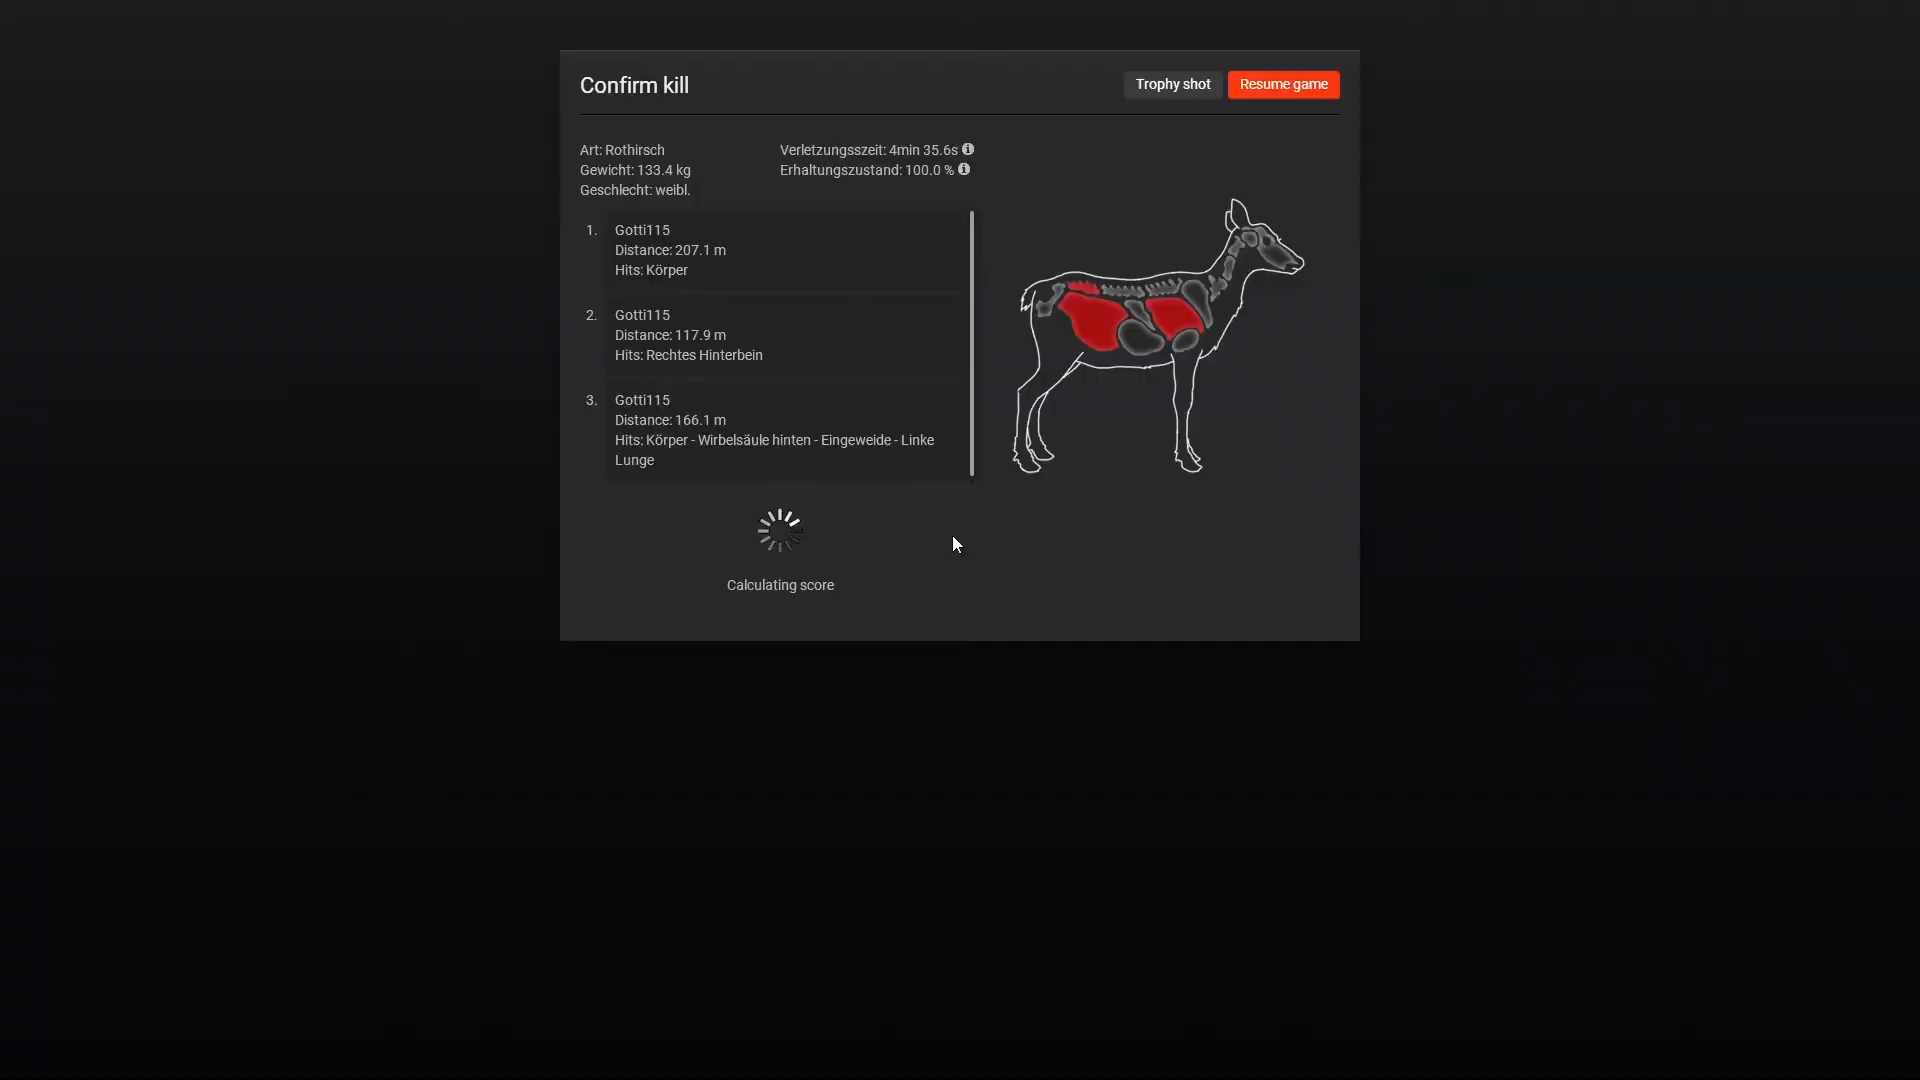 Confirm kill
Trophy shot
Resume game
Art: Rothirsch
Gewicht: 133.4 kg
Geschlecht: weibl.
Verletzungsszeit: 4min 35.6s
Erhaltungszustand: 100.0 %
1. Gotti115
Distance: 207.1 m
Hits: Körper
2. Gotti115
Distance: 117.9 m
Hits: Rechtes Hinterbein
3. Gotti115
Distance: 166.1 m
Hits: Körper - Wirbelsäule hinten - Eingeweide - Linke
Lunge
Calculating score